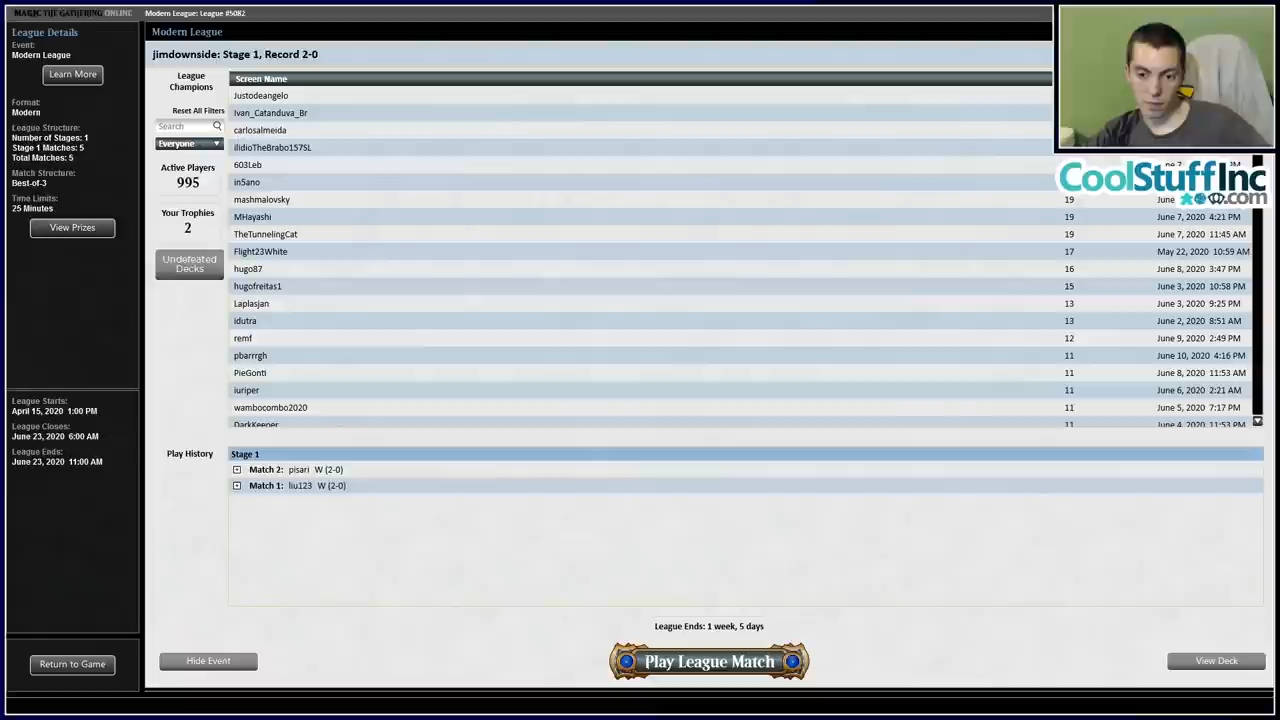 MAGIC THE GATHERING ONLINE
Modern League: League #5082
League Details
Event:
Modern League
Learn More
Format:
Modern
League Structure:
Number of Stages: 1
Stage 1 Matches: 5
Total Matches: 5
Match Structure:
Best-of-3
Time Limits:
25 Minutes
View Prizes
League Starts:
April 15, 2020 1:00 PM
League Closes:
June 23, 2020 6:00 AM
League Ends:
June 23, 2020 11:00 AM
Return to Game
Modern League
jimdownside: Stage 1, Record 2-0
League
Champions
Reset All Filters
Search
Everyone
Active Players
995
Your Trophies
2
Undefeated
Decks
Screen Name
Justodeangelo
Ivan_Catanduva_Br
carlosalmeida
ilidioTheBrabo157SL
603Leb
in5ano
mashmalovsky 19 June
MHayashi 19 June 7, 2020 4:21 PM
TheTunnelingCat 19 June 7, 2020 11:45 AM
Flight23White 17 May 22, 2020 10:59 AM
hugo87 16 June 8, 2020 3:47 PM
hugofreitas1 15 June 3, 2020 10:58 PM
Laplasjan 13 June 3, 2020 9:25 PM
idutra 13 June 2, 2020 8:51 AM
remf 12 June 9, 2020 2:49 PM
pbarrrgh 11 June 10, 2020 4:16 PM
PieGonti 11 June 8, 2020 11:53 AM
iuriper 11 June 6, 2020 2:21 AM
wambocombo2020 11 June 5, 2020 7:17 PM
DarkKeeper 11 June 4, 2020 11:53 PM
CoolStuffInc
.com
Play History
Stage 1
Match 2: pisari W (2-0)
Match 1: liu123 W (2-0)
League Ends: 1 week, 5 days
Hide Event
Play League Match
View Deck